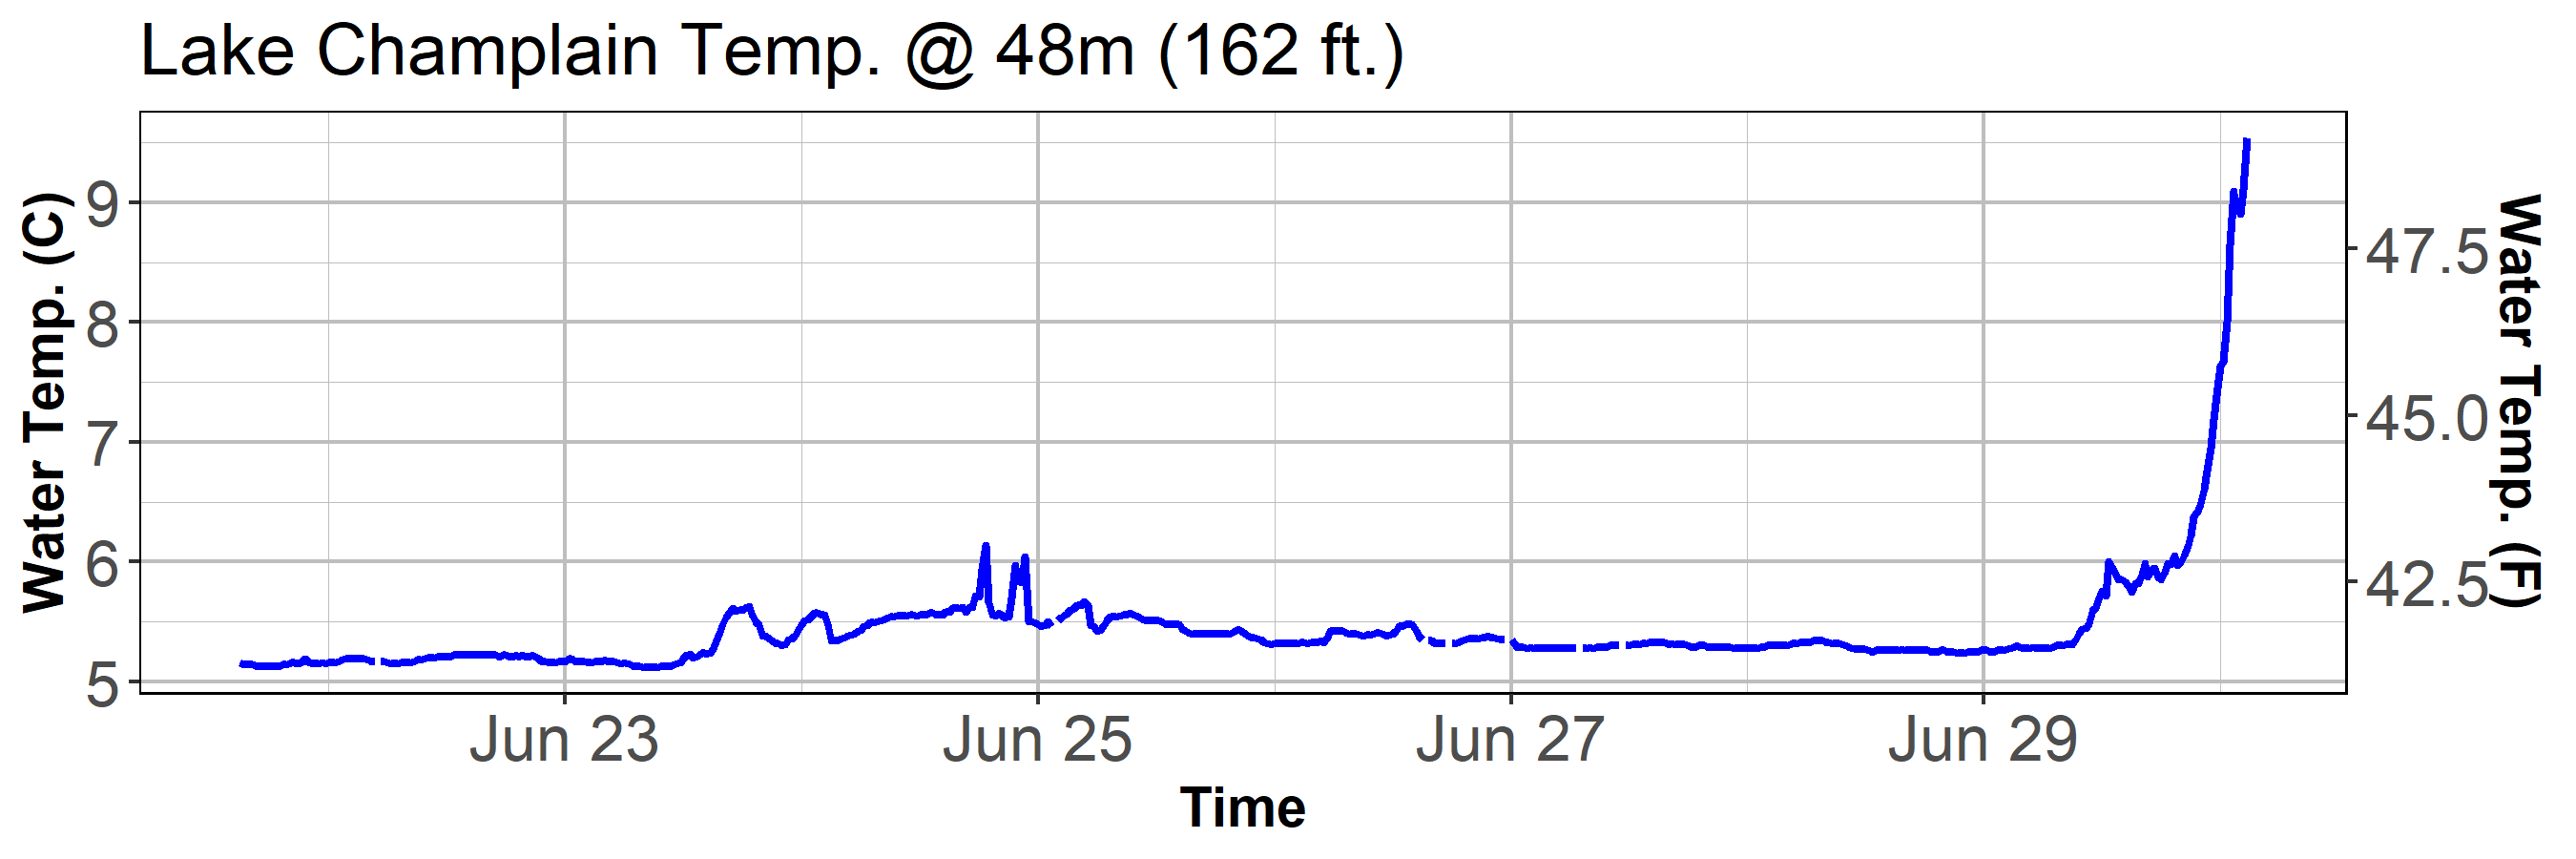 Lake Champlain Temp. @ 48m (162 ft.)
Water Temp. (C)
9
8
7
6
5
47.5
45.0
42.5
Water Temp. (F)
Jun 23 Jun 25 Jun 27 Jun 29
Time